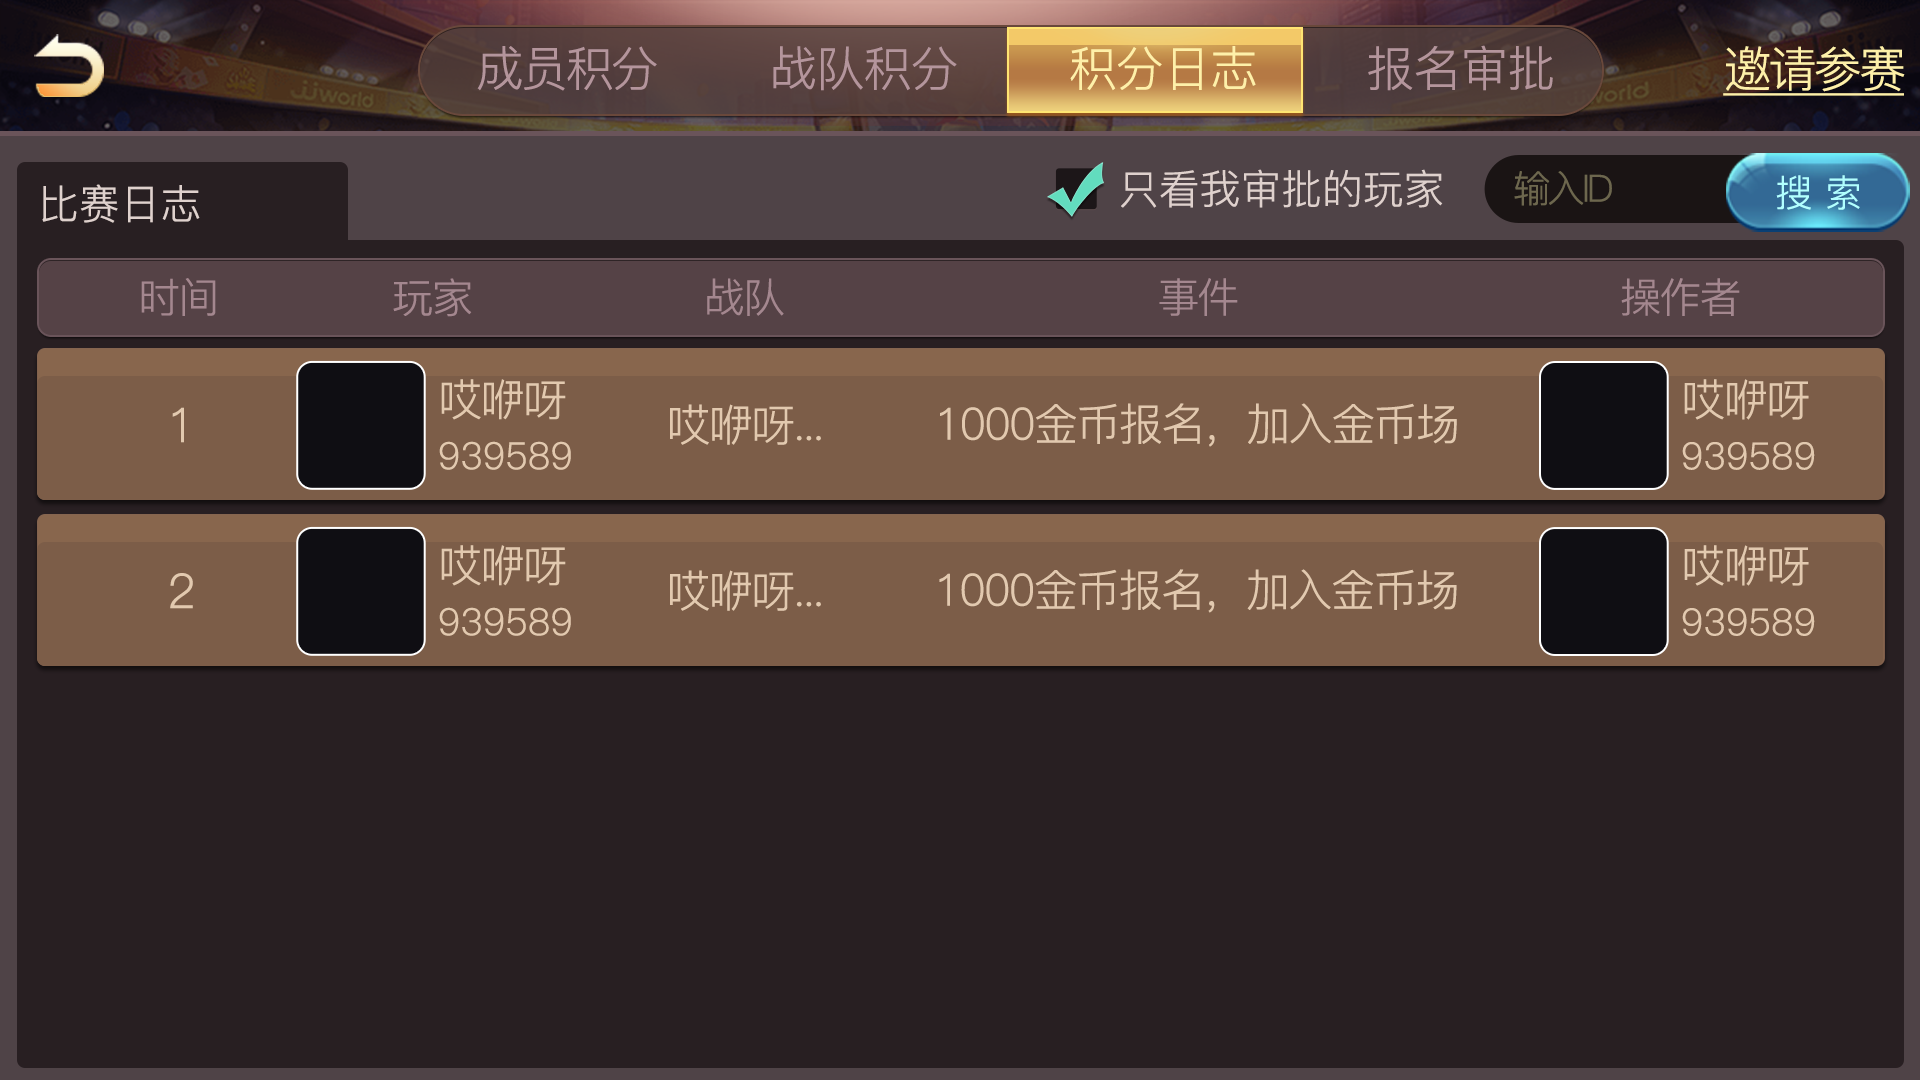 成员积分
战队积分
积分日志
报名审批
邀请参赛
JJworld
world
比赛日志
只看我审批的玩家
输入ID
搜索
时间
玩家
战队
事件
操作者
1
哎咿呀
939589
哎咿呀...
1000金币报名，加入金币场
哎咿呀
939589
2
哎咿呀
939589
哎咿呀...
1000金币报名，加入金币场
哎咿呀
939589